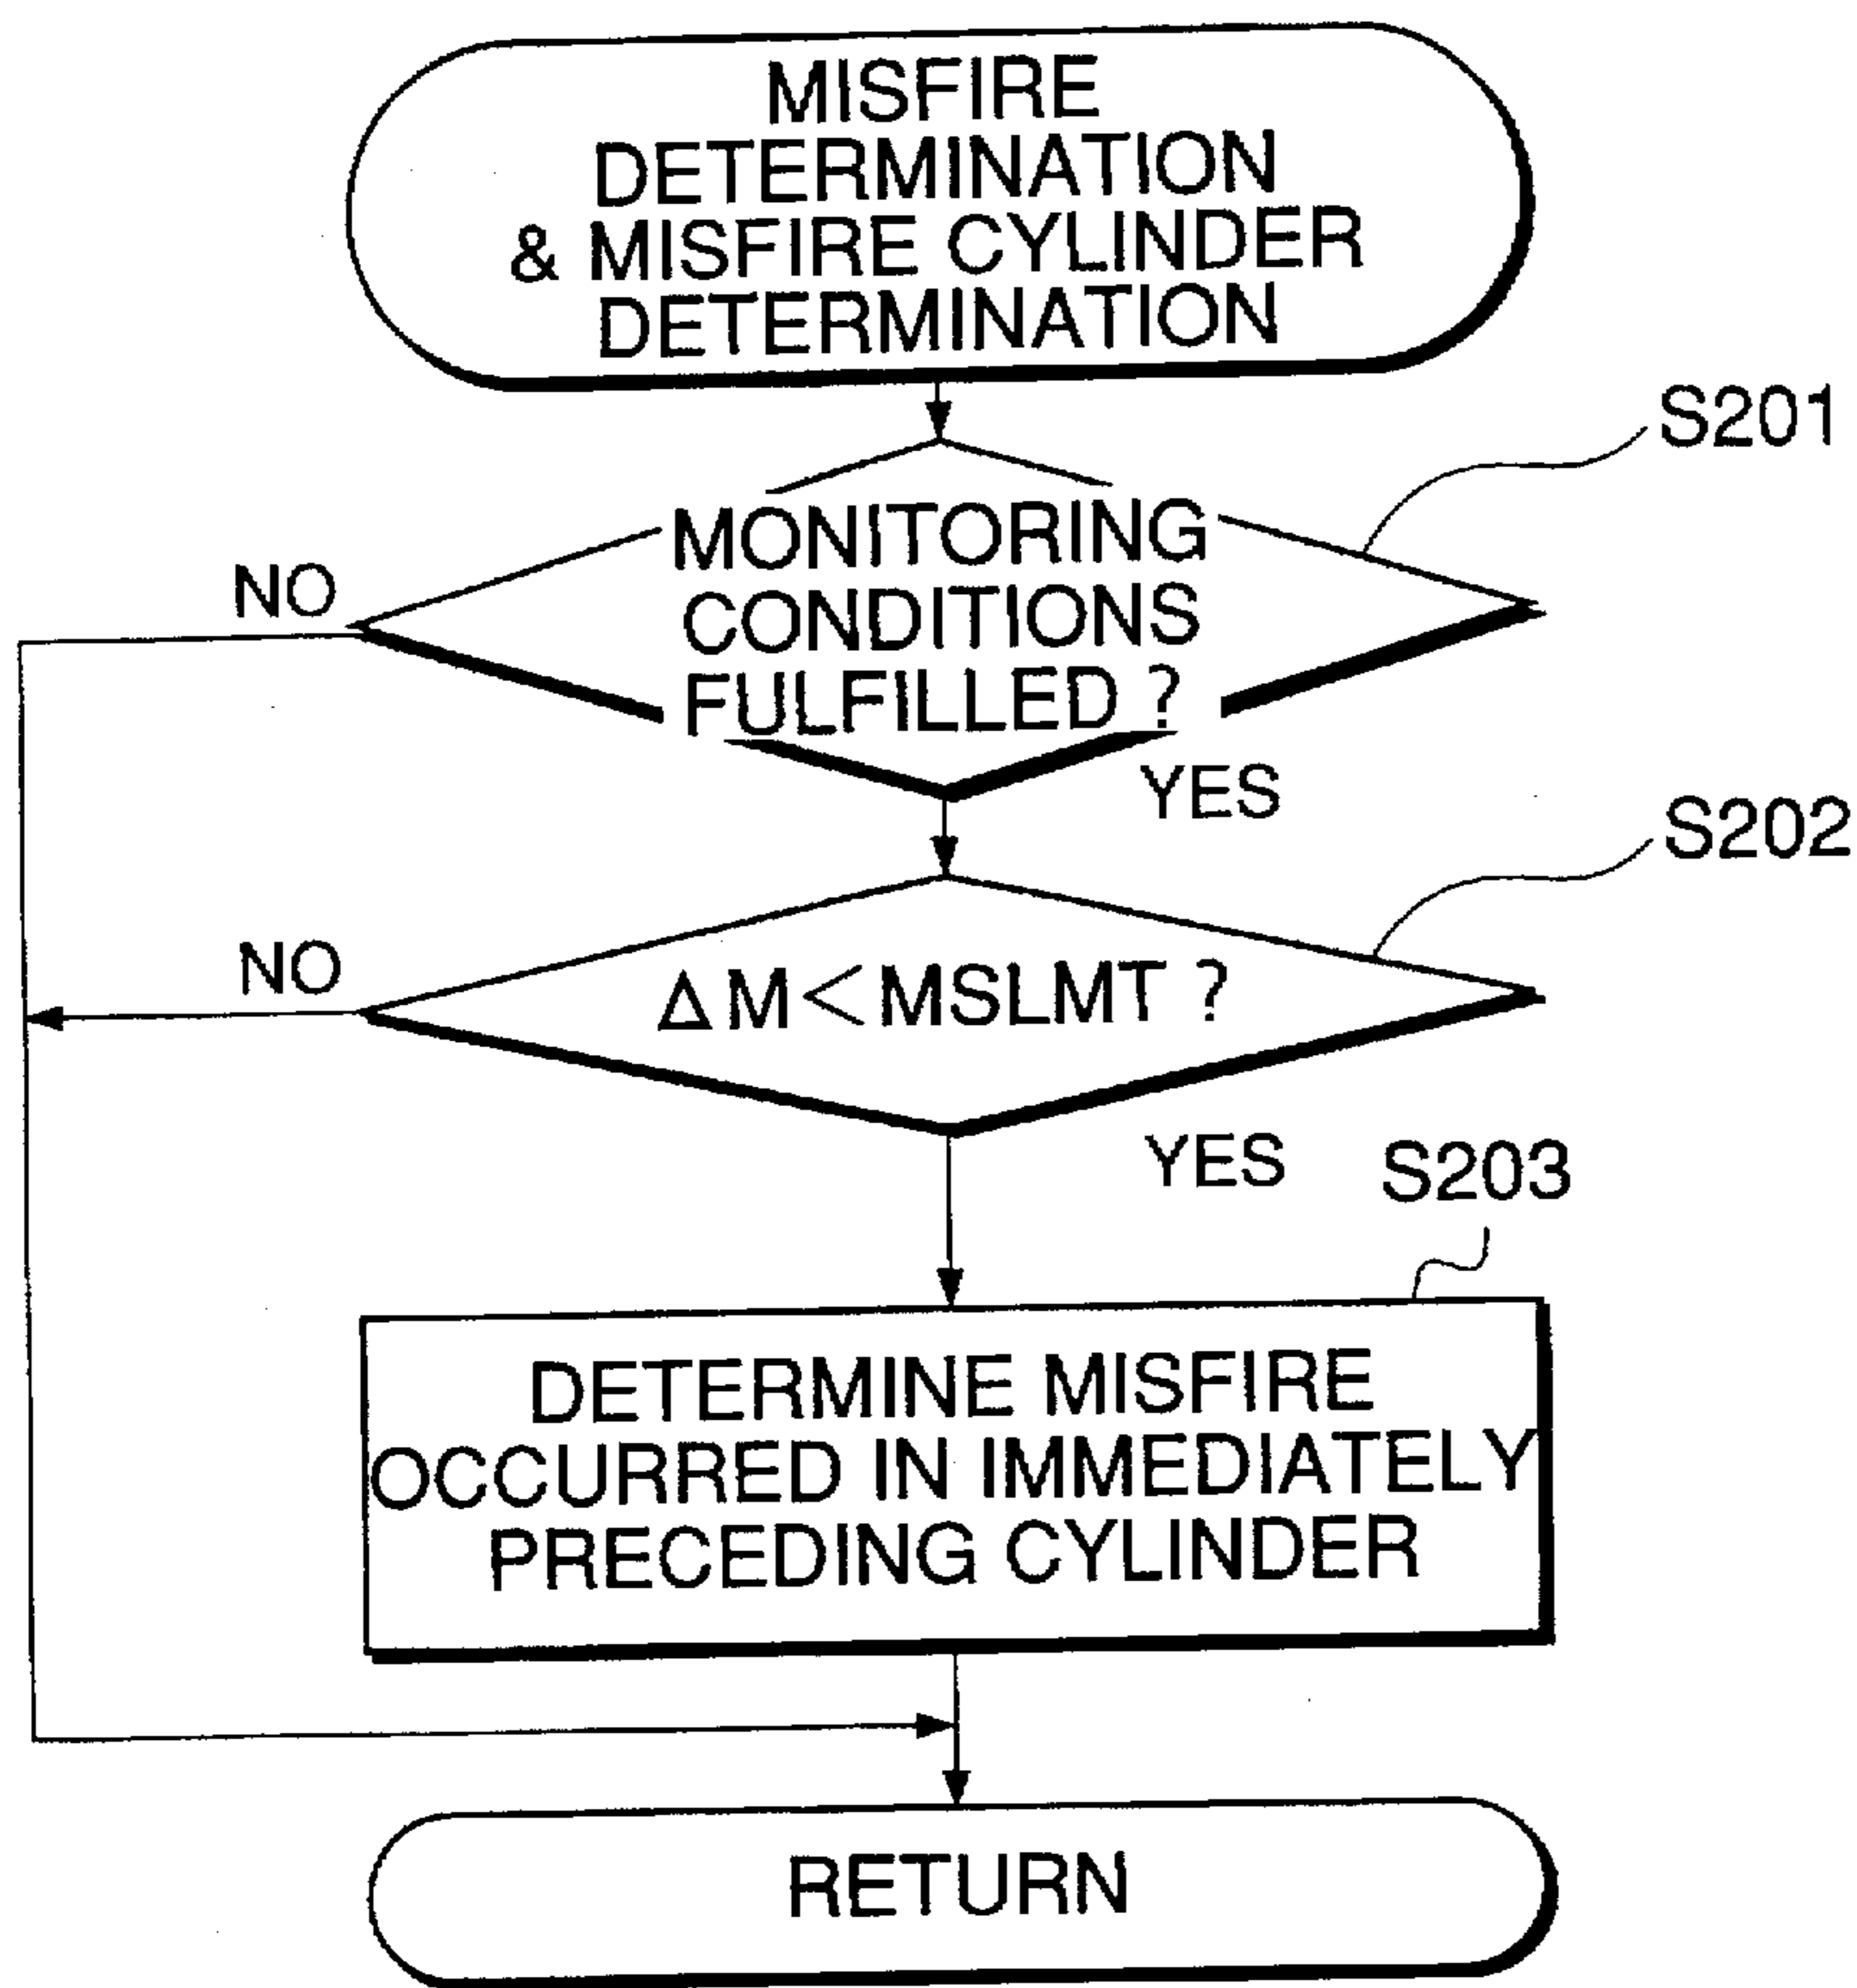 MISFIRE
DETERMINATION
& MISFIRE CYLINDER
DETERMINATION
S201
MONITORING
CONDITIONS
FULFILLED ?
NO
YES
S202
ΔM<MSLMT ?
NO
YES
S203
DETERMINE MISFIRE
OCCURRED IN IMMEDIATELY
PRECEDING CYLINDER
RETURN